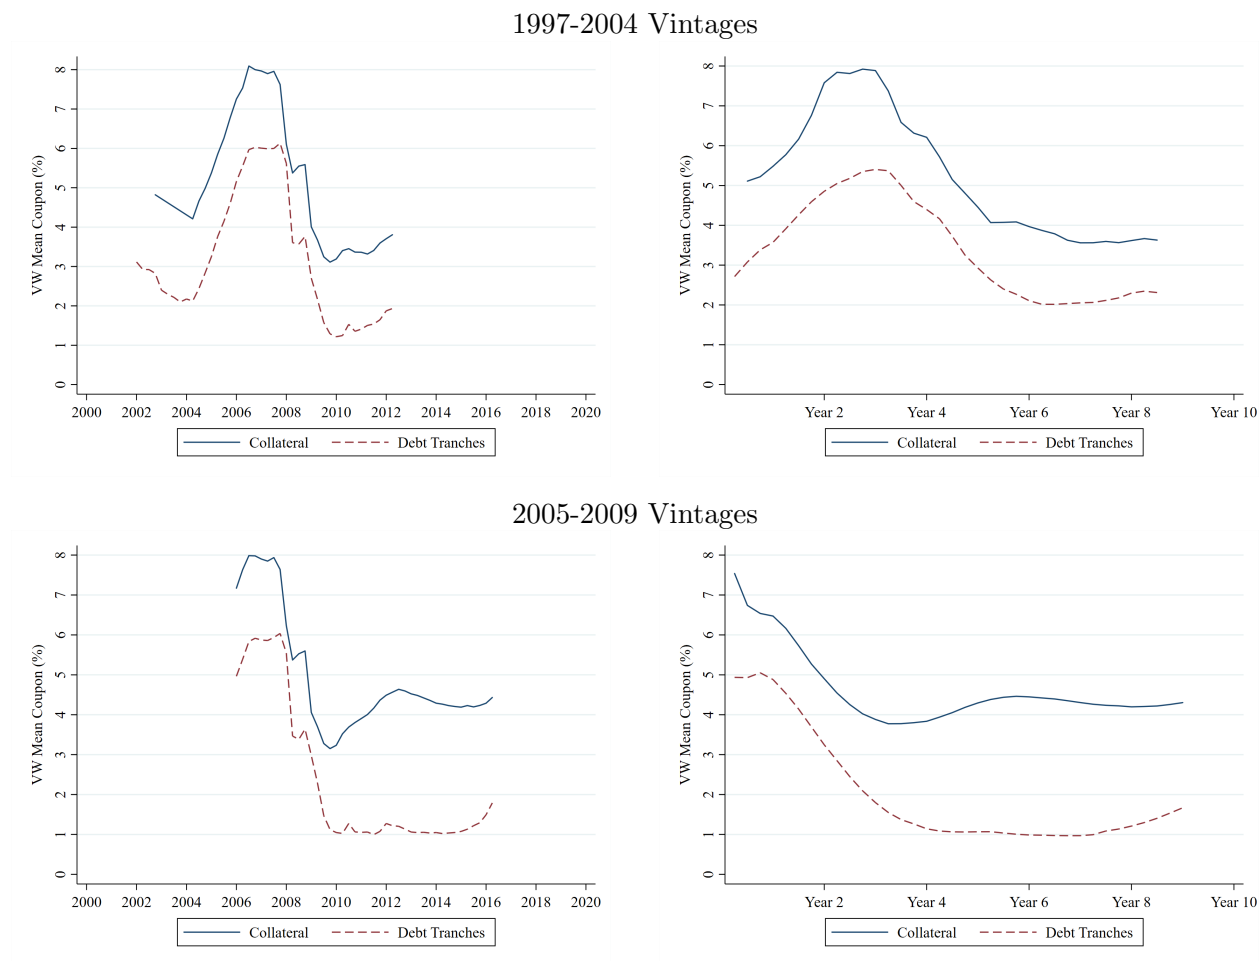 1997-2004 Vintages
VW Mean Coupon (%)
8
7
6
5
4
3
2
1
0
2000 2002 2004 2006 2008 2010 2012 2014 2016 2018 2020
Collateral Debt Tranches
VW Mean Coupon (%)
8
7
6
5
4
3
2
1
0
Year 2 Year 4 Year 6 Year 8 Year 10
Collateral Debt Tranches
2005-2009 Vintages
VW Mean Coupon (%)
8
7
6
5
4
3
2
1
0
2000 2002 2004 2006 2008 2010 2012 2014 2016 2018 2020
Collateral Debt Tranches
VW Mean Coupon (%)
8
7
6
5
4
3
2
1
0
Year 2 Year 4 Year 6 Year 8 Year 10
Collateral Debt Tranches